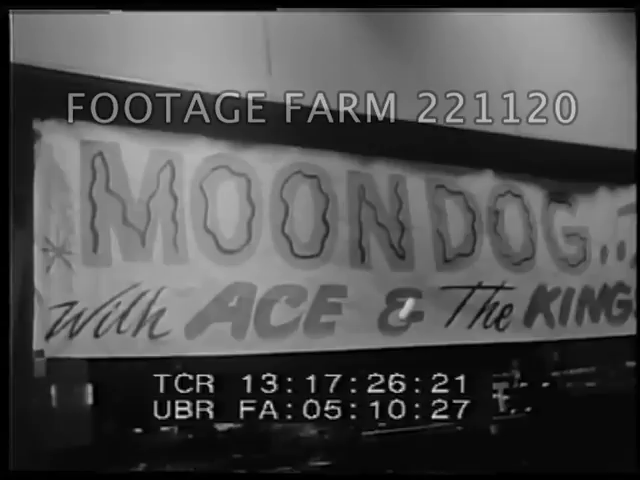 FOOTAGE FARM 221120
MOONDOG..
With ACE & The KING
TCR 13:17:26:21
UBR FA:05:10:27